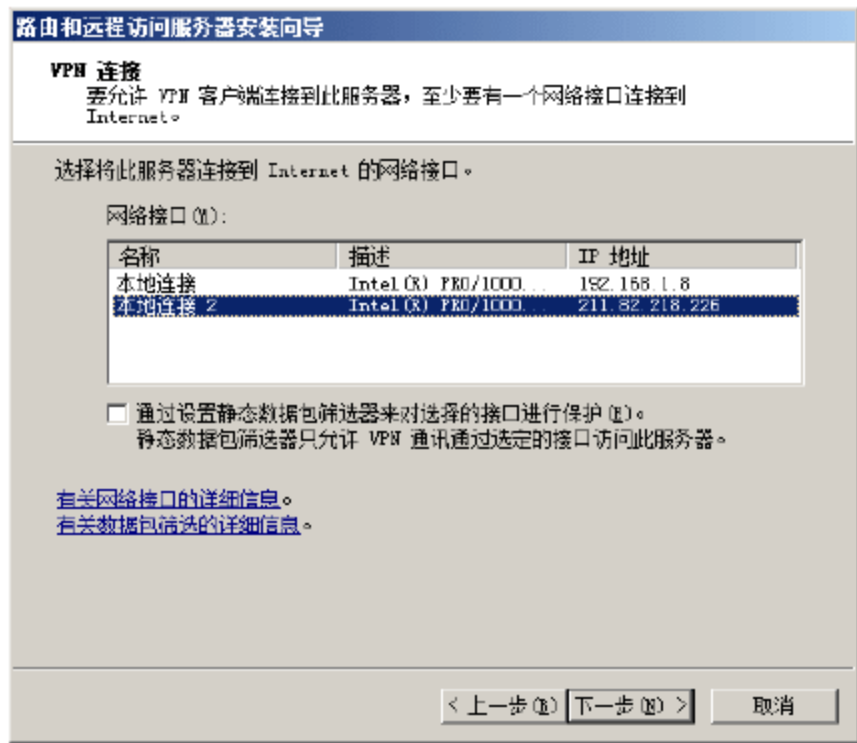 路由和远程访问服务器安装向导
VPN 连接
要允许 VPN 客户端连接到此服务器，至少要有一个网络接口连接到
Internet。
选择将此服务器连接到 Internet 的网络接口。
网络接口(W):
名称 描述 IP 地址
本地连接 Intel(R) PRO/1000... 192.168.1.8
本地连接 2 Intel(R) PRO/1000... 211.82.218.226
通过设置静态数据包筛选器来对选择的接口进行保护(E)。
静态数据包筛选器只允许 VPN 通讯通过选定的接口访问此服务器。
有关网络接口的详细信息。
有关数据包筛选的详细信息。
< 上一步(B) 下一步(N) > 取消